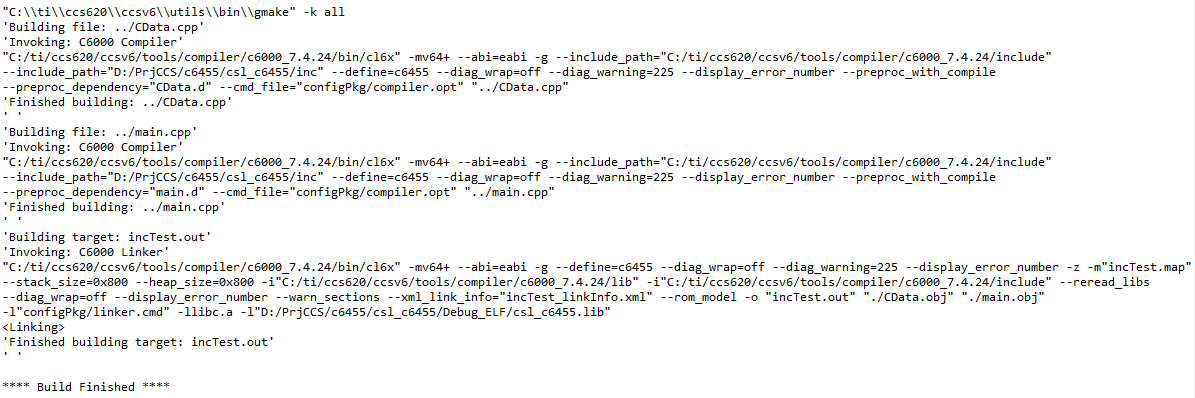 "C:\\ti\\ccs620\\ccsv6\\utils\\bin\\gmake" -k all
'Building file: ../CData.cpp'
'Invoking: C6000 Compiler'
"C:/ti/ccs620/ccsv6/tools/compiler/c6000_7.4.24/bin/cl6x" -mv64+ --abi=eabi -g --include_path="C:/ti/ccs620/ccsv6/tools/compiler/c6000_7.4.24/include"
--include_path="D:/PrjCCS/c6455/csl_c6455/inc" --define=c6455 --diag_wrap=off --diag_warning=225 --display_error_number --preproc_with_compile
--preproc_dependency="CData.d" --cmd_file="configPkg/compiler.opt" "../CData.cpp"
'Finished building: ../CData.cpp'
' '
'Building file: ../main.cpp'
'Invoking: C6000 Compiler'
"C:/ti/ccs620/ccsv6/tools/compiler/c6000_7.4.24/bin/cl6x" -mv64+ --abi=eabi -g --include_path="C:/ti/ccs620/ccsv6/tools/compiler/c6000_7.4.24/include"
--include_path="D:/PrjCCS/c6455/csl_c6455/inc" --define=c6455 --diag_wrap=off --diag_warning=225 --display_error_number --preproc_with_compile
--preproc_dependency="main.d" --cmd_file="configPkg/compiler.opt" "../main.cpp"
'Finished building: ../main.cpp'
' '
'Building target: incTest.out'
'Invoking: C6000 Linker'
"C:/ti/ccs620/ccsv6/tools/compiler/c6000_7.4.24/bin/cl6x" -mv64+ --abi=eabi -g --define=c6455 --diag_wrap=off --diag_warning=225 --display_error_number -z -m"incTest.map"
--stack_size=0x800 --heap_size=0x800 -i"C:/ti/ccs620/ccsv6/tools/compiler/c6000_7.4.24/lib" -i"C:/ti/ccs620/ccsv6/tools/compiler/c6000_7.4.24/include" --reread_libs
--diag_wrap=off --display_error_number --warn_sections --xml_link_info="incTest_linkInfo.xml" --rom_model -o "incTest.out" "./CData.obj" "./main.obj"
-l"configPkg/linker.cmd" -llibc.a -l"D:/PrjCCS/c6455/csl_c6455/Debug_ELF/csl_c6455.lib"
<Linking>
'Finished building target: incTest.out'
' '
**** Build Finished ****